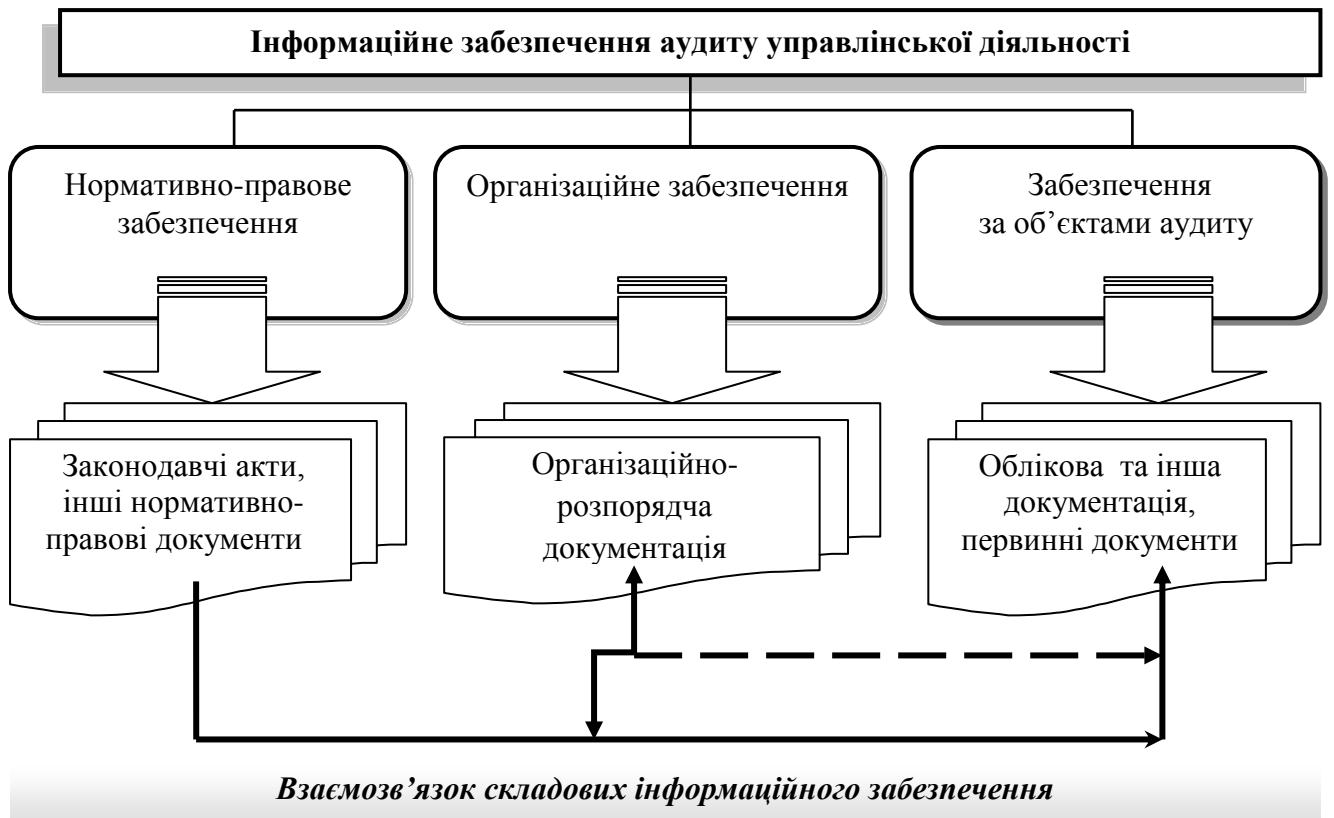 Інформаційне забезпечення аудиту управлінської діяльності
Нормативно-правове
забезпечення
Організаційне забезпечення
Забезпечення
за об’єктами аудиту
Законодавчі акти,
інші нормативно-
правові документи
Організаційно-
розпорядча
документація
Облікова та інша
документація,
первинні документи
Взаємозв’язок складових інформаційного забезпечення